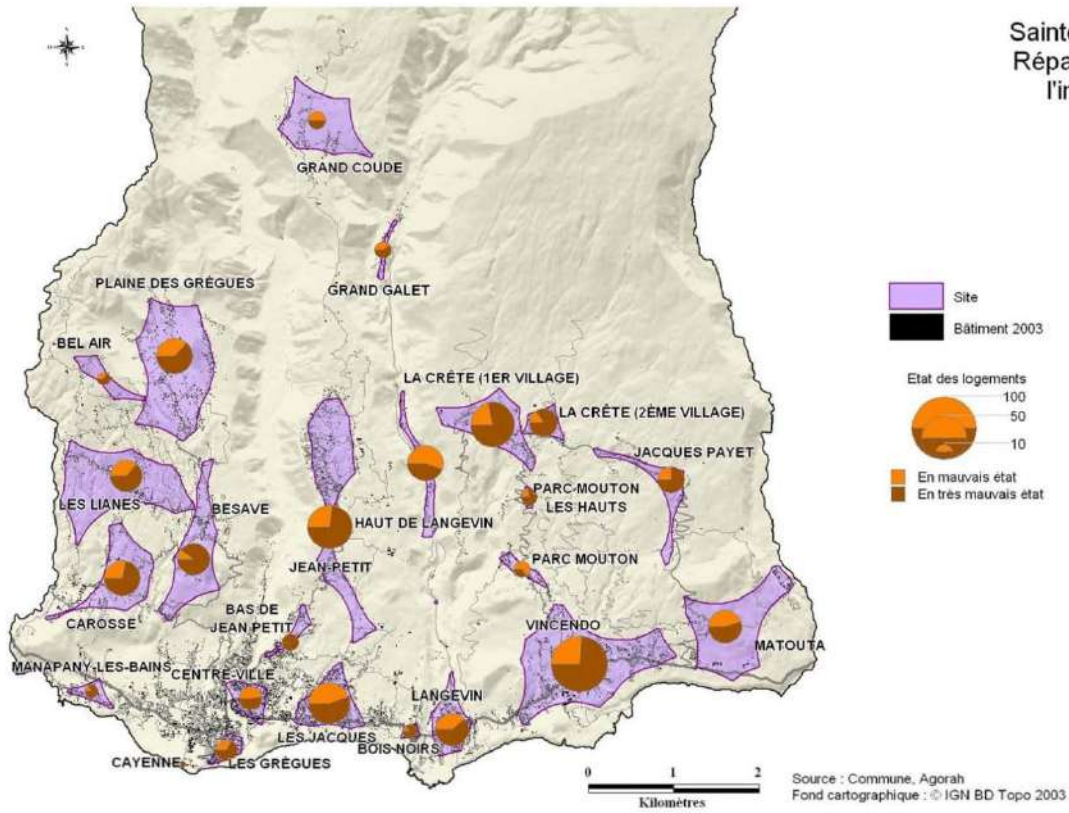 Sainte
Répa
l'in
GRAND COUDE
GRAND GALET
PLAINE DES GRÈGUES
BEL AIR
LA CRÊTE (1ER VILLAGE)
LA CRÊTE (2ÈME VILLAGE)
JACQUES PAYET
LES LIANES
BESAVE
PARC-MOUTON
LES HAUTS
HAUT DE LANGEVIN
JEAN-PETIT
PARC MOUTON
CAROSSE
BAS DE
JEAN PETIT
VINCENDO
MATOUTA
MANAPANY-LES-BAINS
CENTRE-VILLE
LANGEVIN
LES JACQUES
BOIS-NOIRS
CAYENNE
LES GRÈGUES
Site
Bâtiment 2003
Etat des logements
100
50
10
En mauvais état
En très mauvais état
0 1 2
Kilomètres
Source : Commune, Agorah
Fond cartographique : © IGN BD Topo 2003